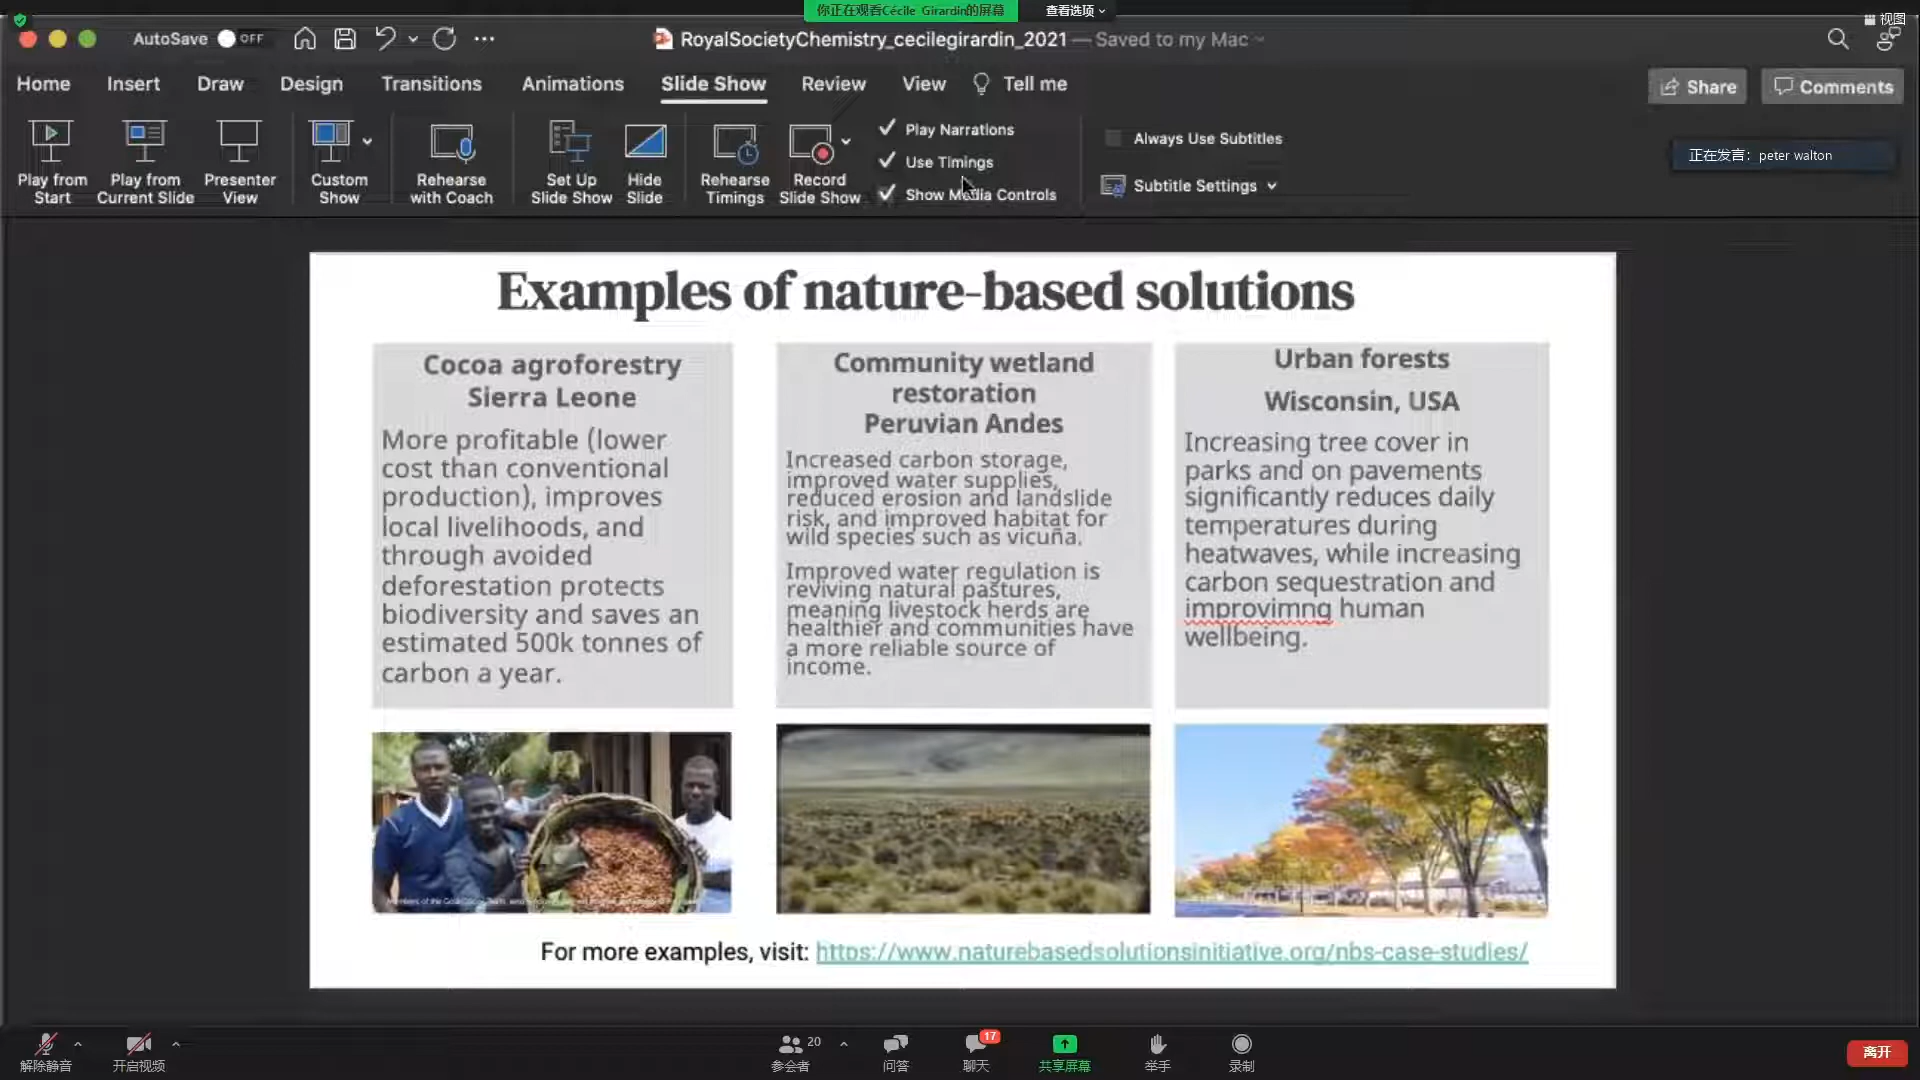 你正在观看Cécile Girardin的屏幕
查看选项
视图
AutoSave OFF
RoyalSocietyChemistry_cecilegirardin_2021 — Saved to my Mac
Home Insert Draw Design Transitions Animations Slide Show Review View Tell me
Share Comments
Play from Start
Play from Current Slide
Presenter View
Custom Show
Rehearse with Coach
Set Up Slide Show
Hide Slide
Rehearse Timings
Record Slide Show
Play Narrations
Use Timings
Show Media Controls
Always Use Subtitles
Subtitle Settings
正在发言: peter walton
Examples of nature-based solutions
Cocoa agroforestry
Sierra Leone
More profitable (lower
cost than conventional
production), improves
local livelihoods, and
through avoided
deforestation protects
biodiversity and saves an
estimated 500k tonnes of
carbon a year.
Community wetland
restoration
Peruvian Andes
Increased carbon storage,
improved water supplies,
reduced erosion and landslide
risk, and improved habitat for
wild species such as vicuña.
Improved water regulation is
reviving natural pastures,
meaning livestock herds are
healthier and communities have
a more reliable source of
income.
Urban forests
Wisconsin, USA
Increasing tree cover in
parks and on pavements
significantly reduces daily
temperatures during
heatwaves, while increasing
carbon sequestration and
improvimng human
wellbeing.
For more examples, visit: https://www.naturebasedsolutionsinitiative.org/nbs-case-studies/
解除静音
开启视频
20
参会者
问答
17
聊天
共享屏幕
举手
录制
离开